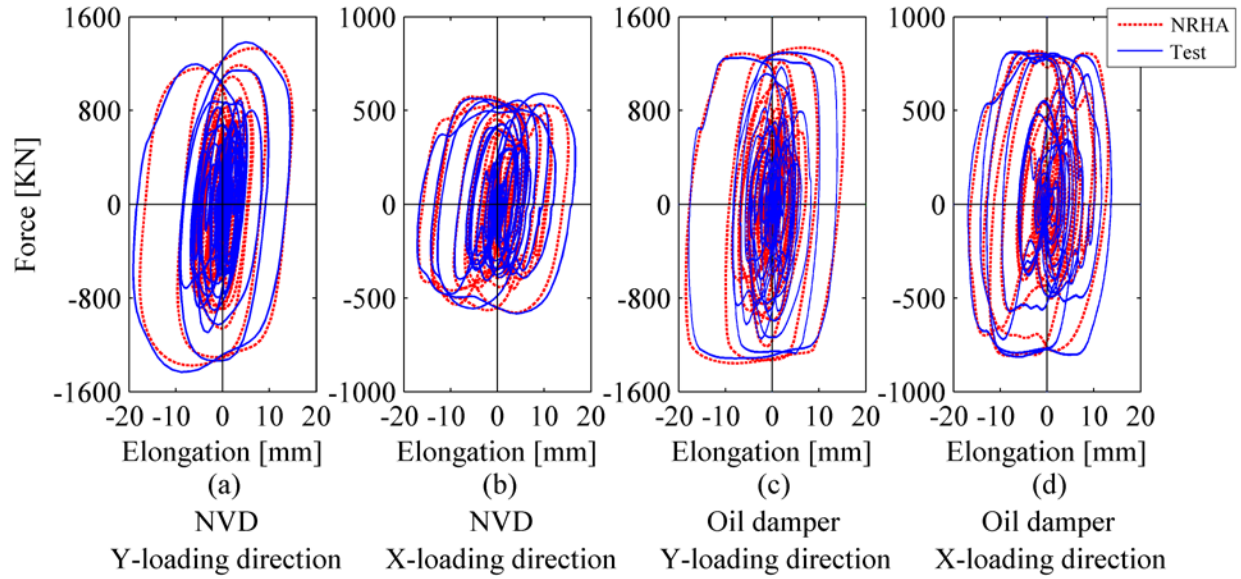 1600
800
0
-800
-1600
-20
-10
0
10
20
Force [KN]
Elongation [mm]
(a)
NVD
Y-loading direction
1000
500
0
-500
-1000
-20
-10
0
10
20
Elongation [mm]
(b)
NVD
X-loading direction
1600
800
0
-800
-1600
-20
-10
0
10
20
Elongation [mm]
(c)
Oil damper
Y-loading direction
1000
500
0
-500
-1000
-20
-10
0
10
20
Elongation [mm]
(d)
Oil damper
X-loading direction
NRHA
Test